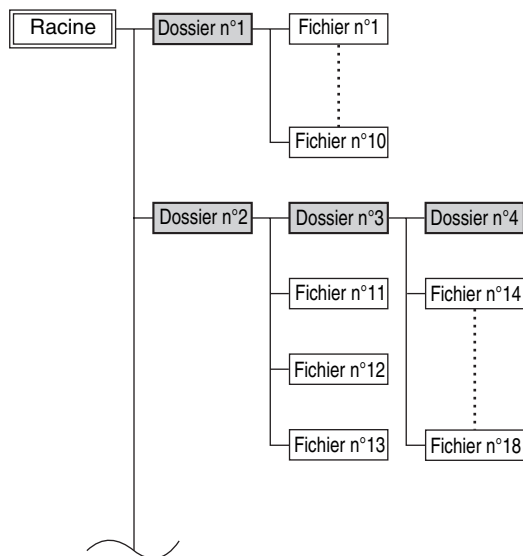 Racine
Dossier n°1
Fichier n°1
Fichier n°10
Dossier n°2
Dossier n°3
Dossier n°4
Fichier n°11
Fichier n°14
Fichier n°12
Fichier n°13
Fichier n°18